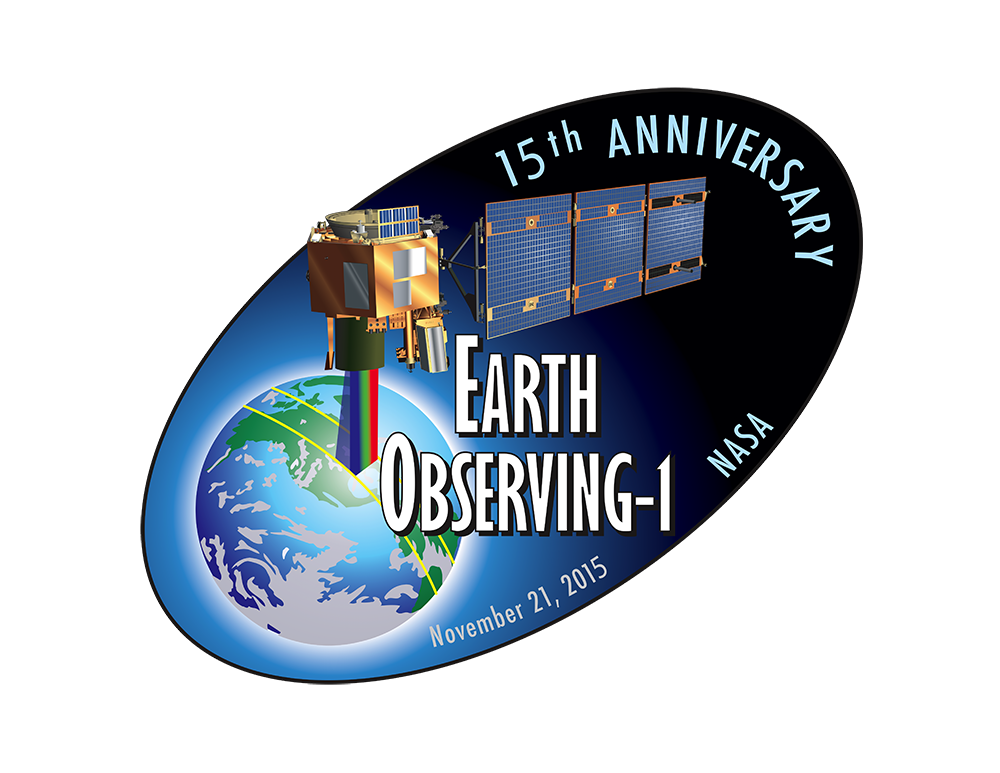 15th ANNIVERSARY
EARTH
OBSERVING-1
NASA
November 21, 2015